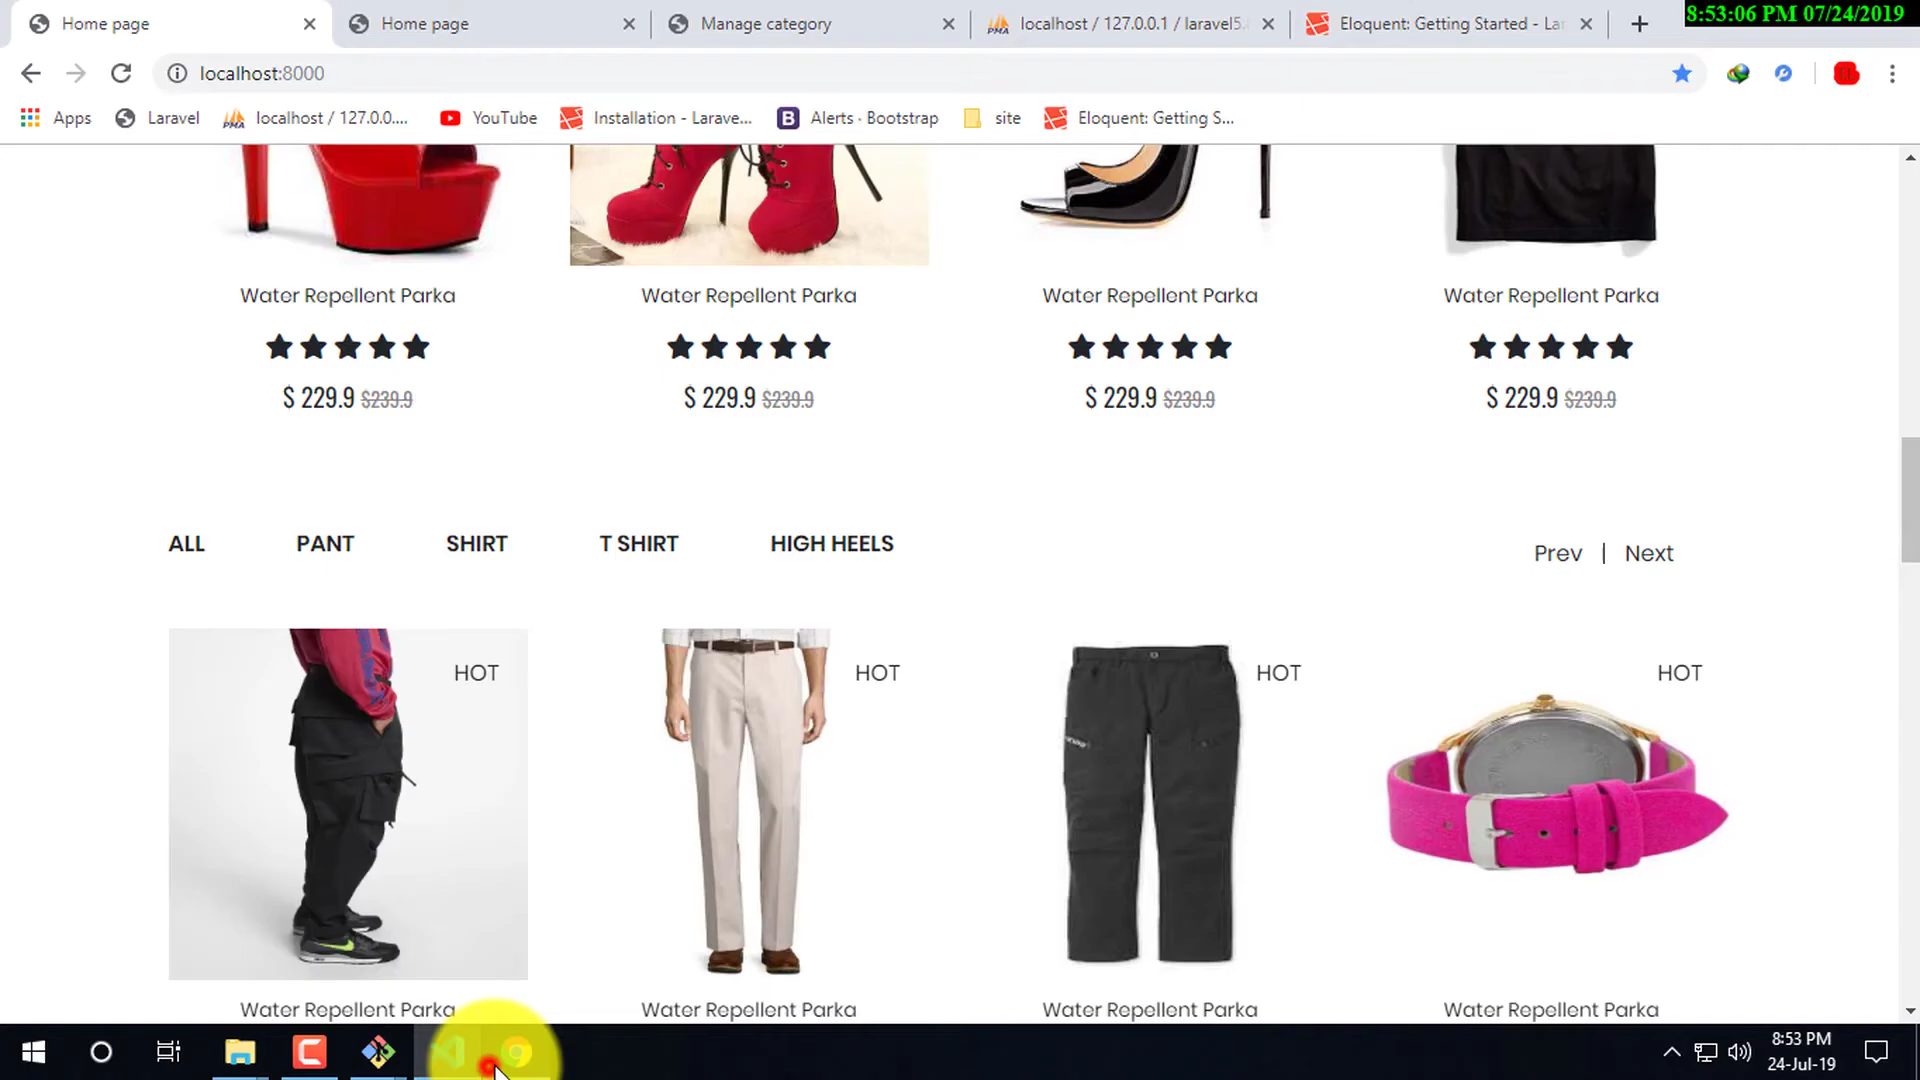 Home page
Home page
Manage category
localhost / 127.0.0.1 / laravel5.
Eloquent: Getting Started - La
8:53:06 PM 07/24/2019
localhost:8000
Apps
Laravel
localhost / 127.0.0....
YouTube
Installation - Larave...
Alerts · Bootstrap
site
Eloquent: Getting S...
Water Repellent Parka
Water Repellent Parka
Water Repellent Parka
Water Repellent Parka
$ 229.9 $239.9
$ 229.9 $239.9
$ 229.9 $239.9
$ 229.9 $239.9
ALL PANT SHIRT T SHIRT HIGH HEELS
Prev | Next
HOT
HOT
HOT
HOT
Water Repellent Parka
Water Repellent Parka
Water Repellent Parka
Water Repellent Parka
8:53 PM
24-Jul-19